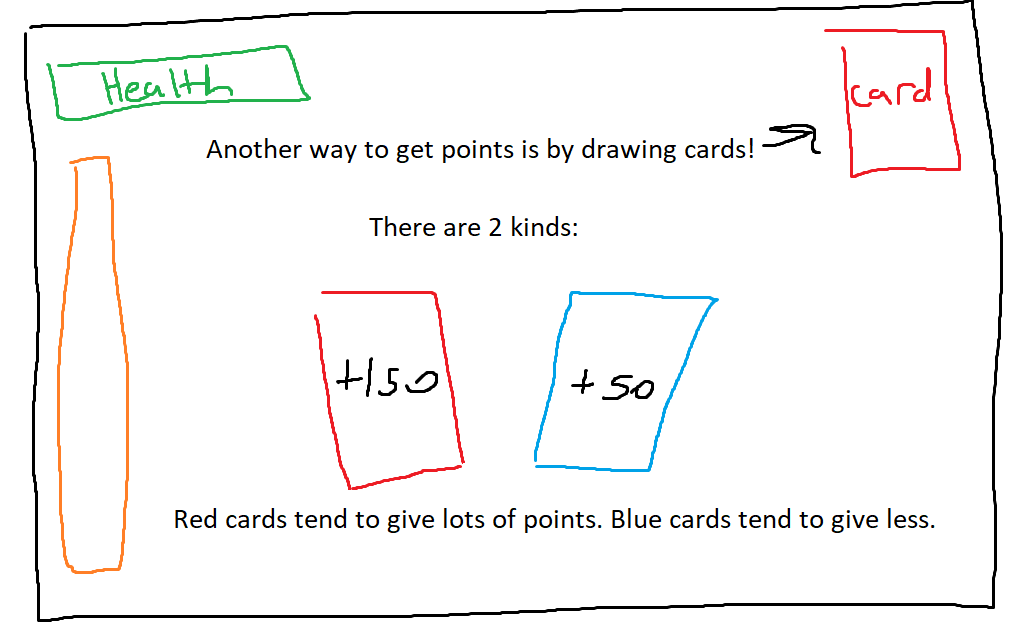 Health
card
Another way to get points is by drawing cards!
There are 2 kinds:
+150
+50
Red cards tend to give lots of points. Blue cards tend to give less.